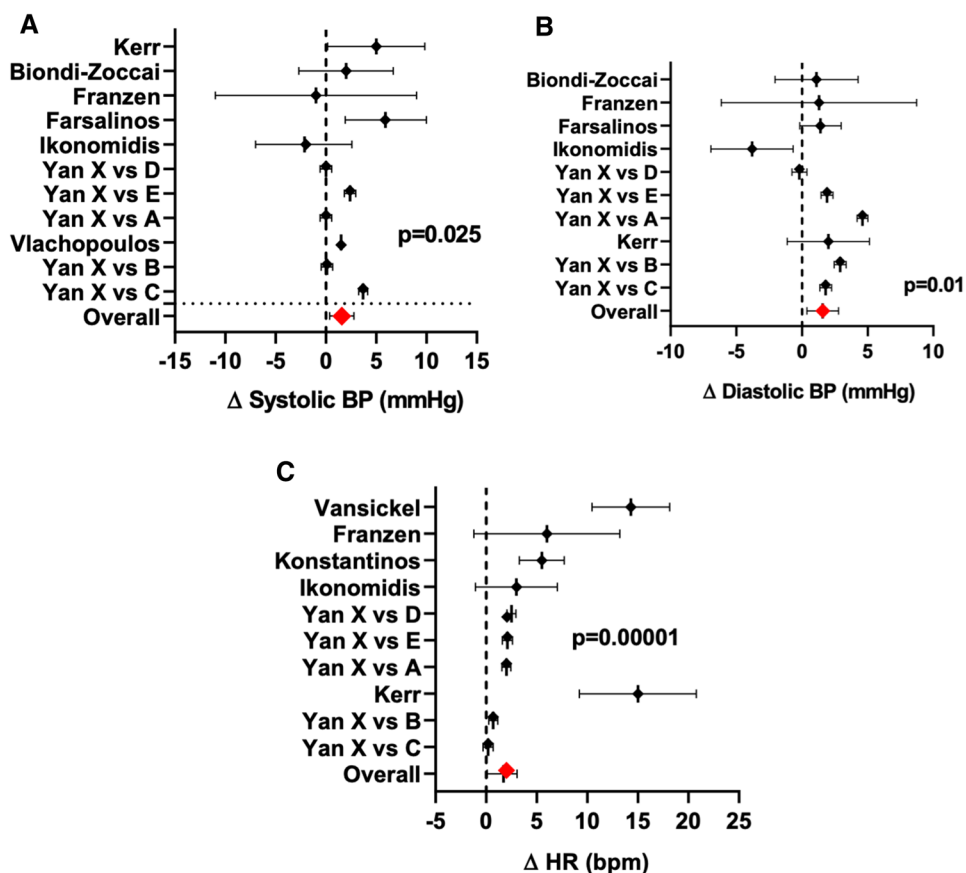 A
Kerr
Biondi-Zoccai
Franzen
Farsalinos
Ikonomidis
Yan X vs D
Yan X vs E
Yan X vs A
Vlachopoulos
Yan X vs B
Yan X vs C
Overall
p=0.025
-15 -10 -5 0 5 10 15
Δ Systolic BP (mmHg)
B
Biondi-Zoccai
Franzen
Farsalinos
Ikonomidis
Yan X vs D
Yan X vs E
Yan X vs A
Kerr
Yan X vs B
Yan X vs C
Overall
p=0.01
-10 -5 0 5 10
Δ Diastolic BP (mmHg)
C
Vansickel
Franzen
Konstantinos
Ikonomidis
Yan X vs D
Yan X vs E
Yan X vs A
Kerr
Yan X vs B
Yan X vs C
Overall
p=0.00001
-5 0 5 10 15 20 25
Δ HR (bpm)